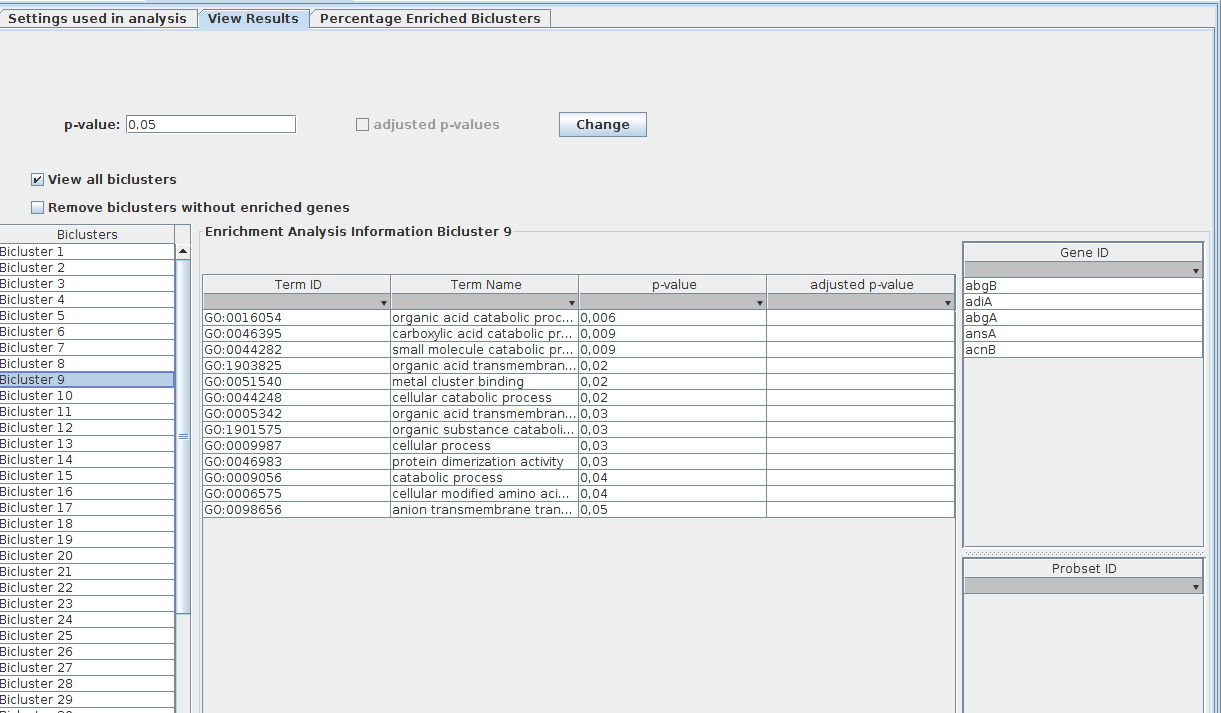 Settings used in analysis View Results Percentage Enriched Biclusters
p-value: 0.05 adjusted p-values Change
View all biclusters
Remove biclusters without enriched genes
Biclusters
Bicluster 1
Bicluster 2
Bicluster 3
Bicluster 4
Bicluster 5
Bicluster 6
Bicluster 7
Bicluster 8
Bicluster 9
Bicluster 10
Bicluster 11
Bicluster 12
Bicluster 13
Bicluster 14
Bicluster 15
Bicluster 16
Bicluster 17
Bicluster 18
Bicluster 19
Bicluster 20
Bicluster 21
Bicluster 22
Bicluster 23
Bicluster 24
Bicluster 25
Bicluster 26
Bicluster 27
Bicluster 28
Bicluster 29
Enrichment Analysis Information Bicluster 9
Term ID Term Name p-value adjusted p-value
GO:0016054 organic acid catabolic proc... 0,006
GO:0046395 carboxylic acid catabolic pr... 0,009
GO:0044282 small molecule catabolic pr... 0,009
GO:1903825 organic acid transmembran... 0,02
GO:0051540 metal cluster binding 0,02
GO:0044248 cellular catabolic process 0,02
GO:0005342 organic acid transmembran... 0,03
GO:1901575 organic substance cataboli... 0,03
GO:0009987 cellular process 0,03
GO:0046983 protein dimerization activity 0,03
GO:0009056 catabolic process 0,04
GO:0006575 cellular modified amino aci... 0,04
GO:0098656 anion transmembrane tran... 0,05
Gene ID
abgB
adiA
abgA
ansA
acnB
Probset ID